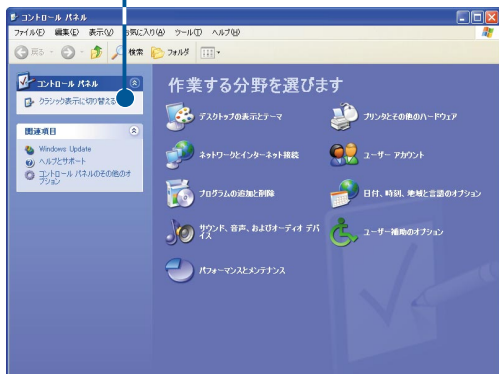 コントロール パネル
ファイル(F) 編集(E) 表示(V) お気に入り(A) ツール(T) ヘルプ(H)
戻る 検索 フォルダ
コントロール パネル
クラシック表示に切り替える
関連項目
Windows Update
ヘルプとサポート
コントロール パネルのその他のオ
プション
作業する分野を選びます
デスクトップの表示とテーマ
プリンタとその他のハードウェア
ネットワークとインターネット接続
ユーザー アカウント
プログラムの追加と削除
日付、時刻、地域と言語のオプション
サウンド、音声、およびオーディオ デバ
イス
ユーザー補助のオプション
パフォーマンスとメンテナンス